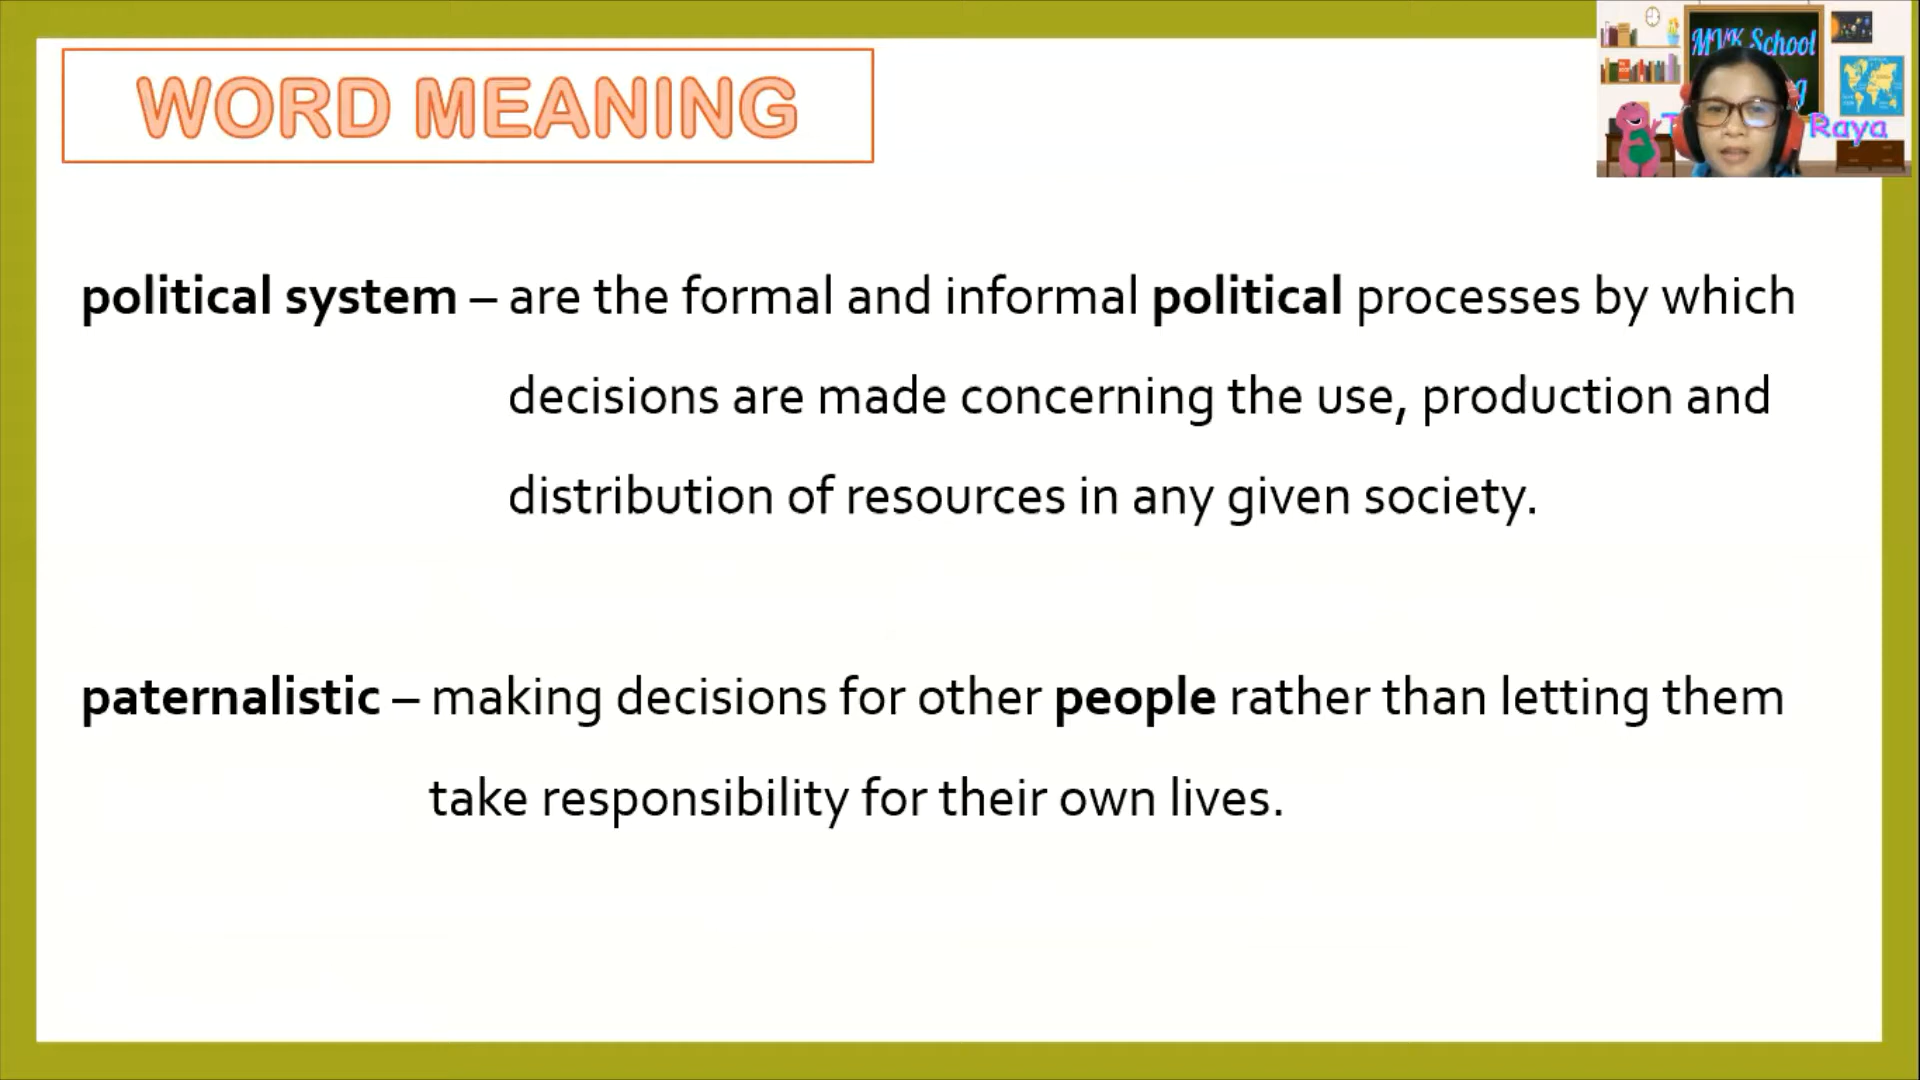 WORD MEANING
MVK School
Raya
political system – are the formal and informal political processes by which
decisions are made concerning the use, production and
distribution of resources in any given society.
paternalistic – making decisions for other people rather than letting them
take responsibility for their own lives.